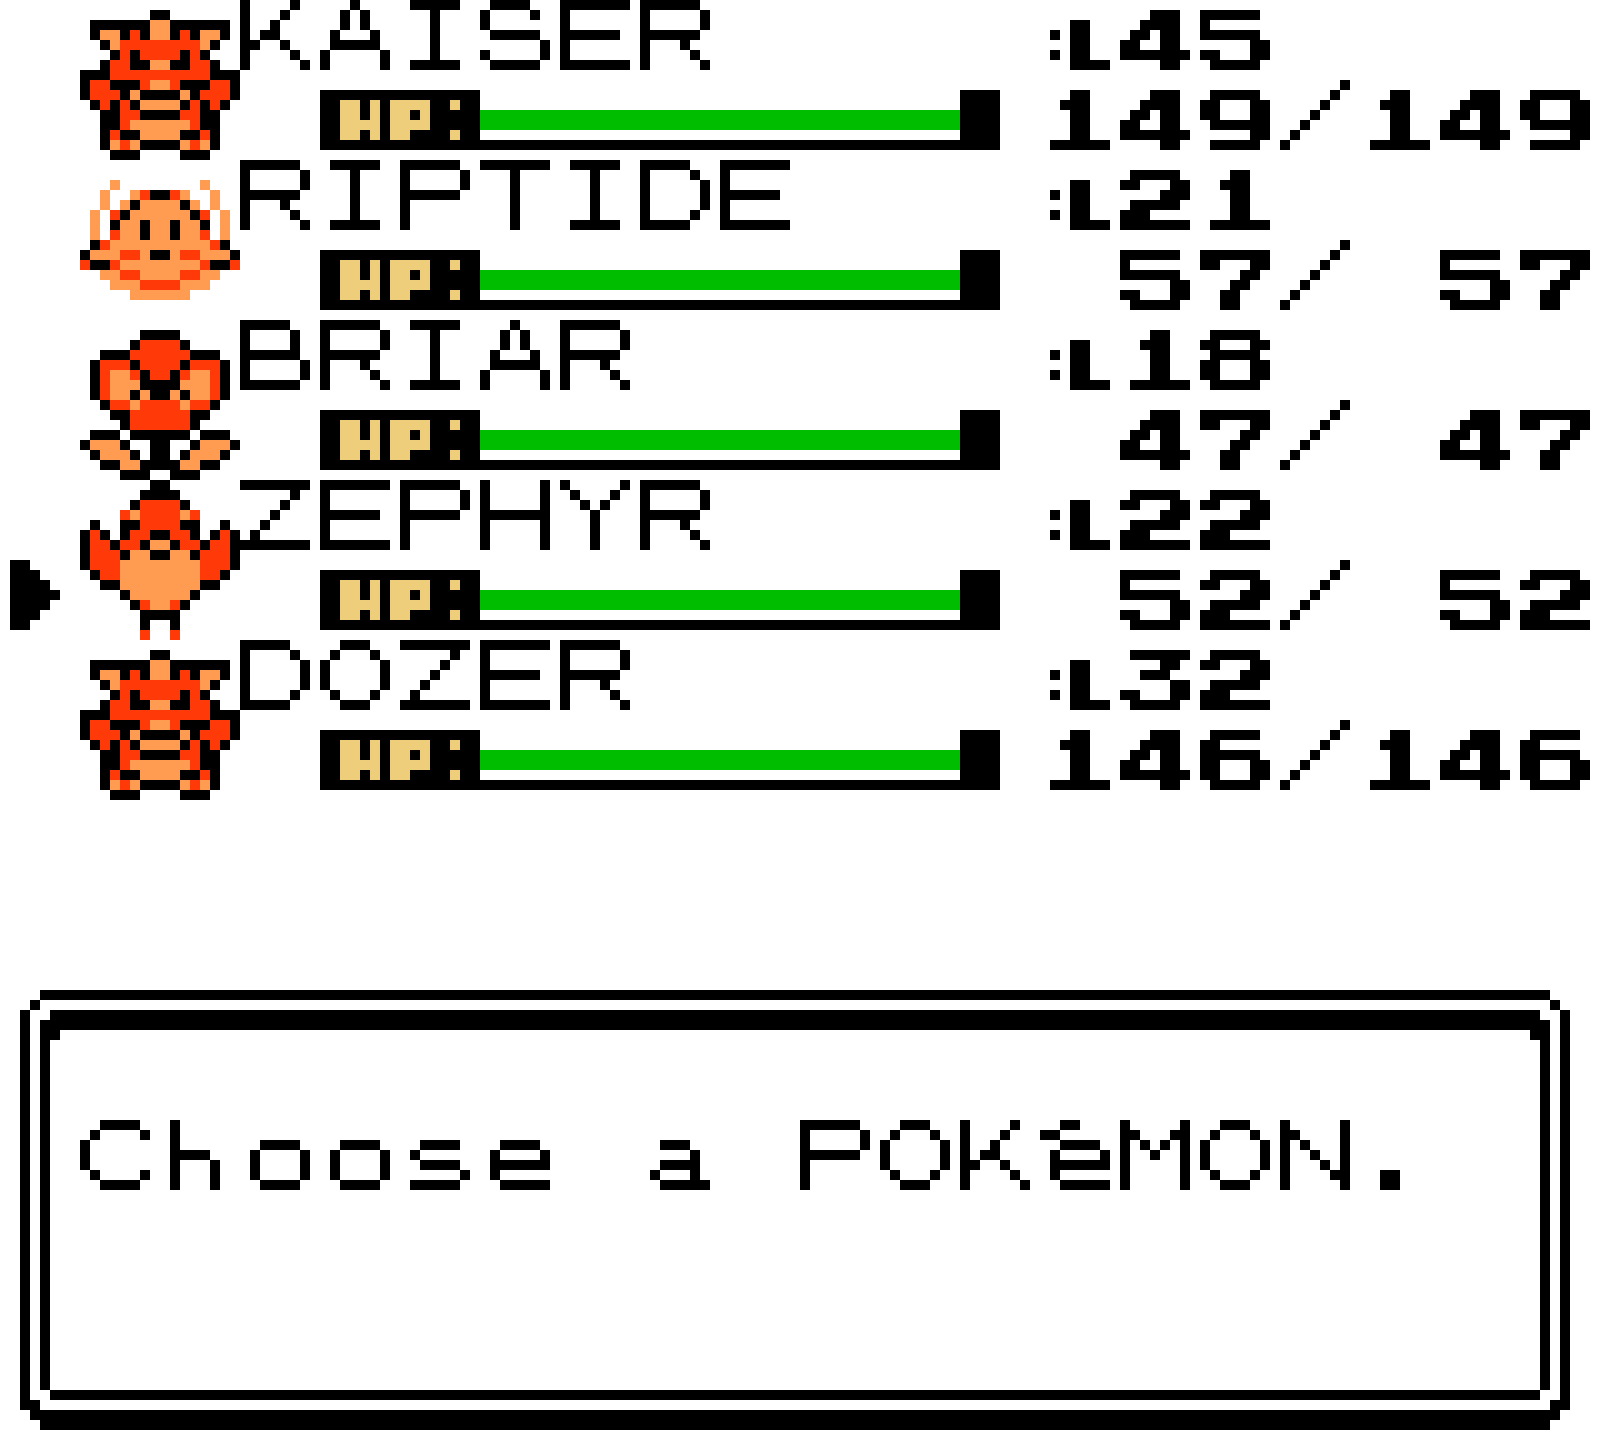 KAISER :L45
HP: 149/149
RIPTIDE :L21
HP: 57/ 57
BRIAR :L18
HP: 47/ 47
ZEPHYR :L22
HP: 52/ 52
DOZER :L32
HP: 146/146
Choose a POKéMON.